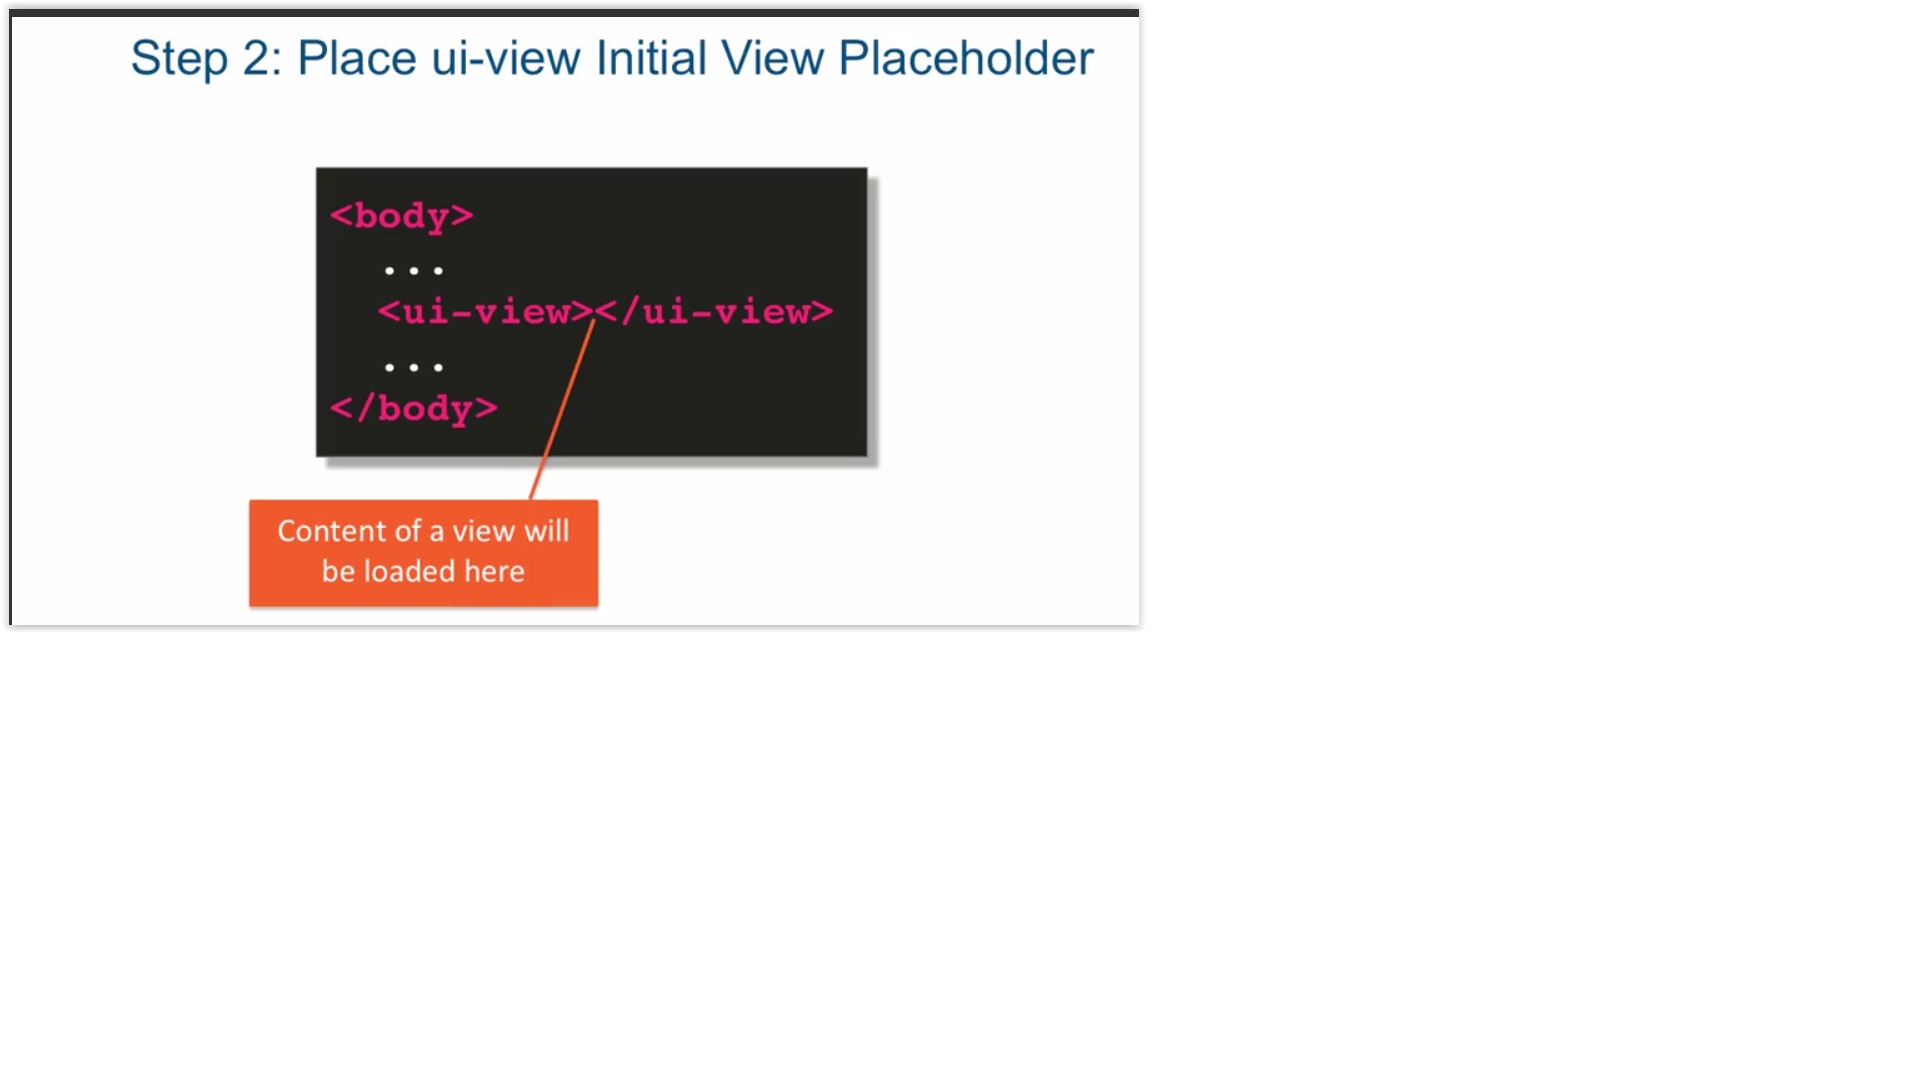 Step 2: Place ui-view Initial View Placeholder
<body>
...
<ui-view></ui-view>
...
</body>
Content of a view will
be loaded here